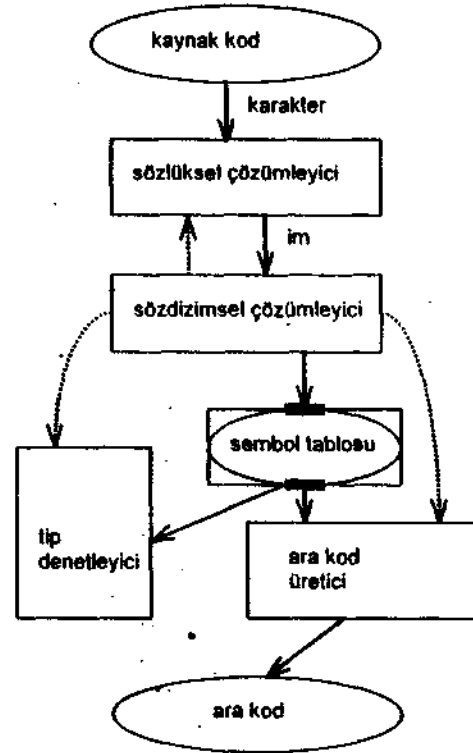 kaynak kod
karakter
sözlüksel çözümleyici
im
sözdizimsel çözümleyici
sembol tablosu
tip
denetleyici
ara kod
üretici
ara kod